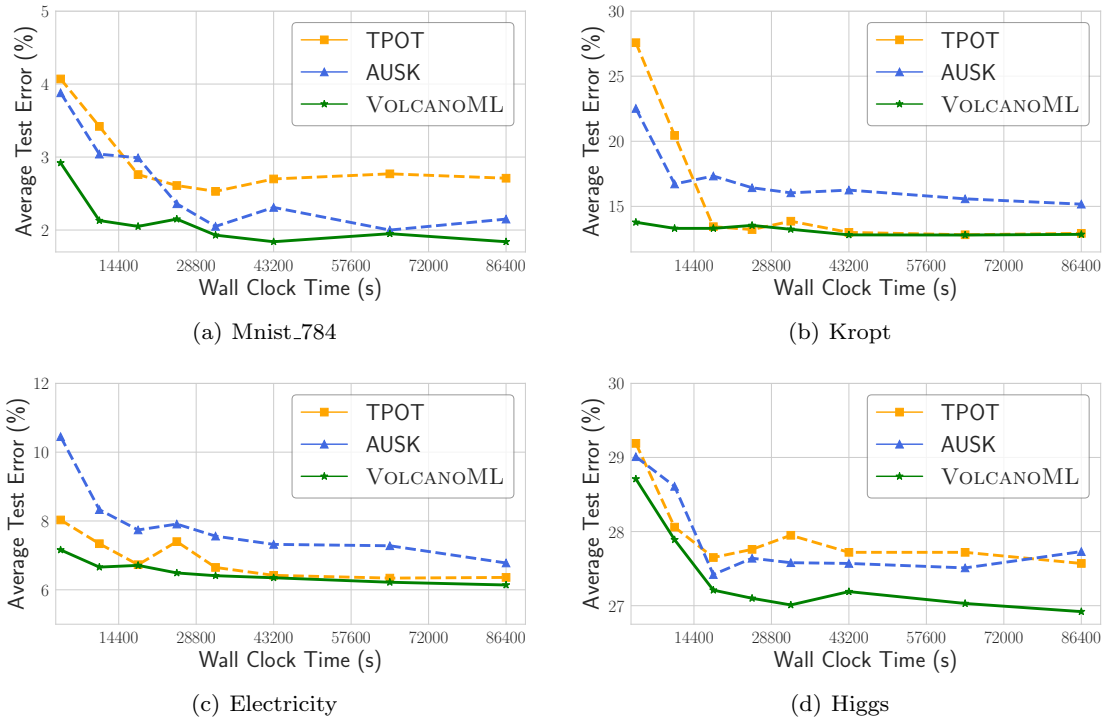 5
4
3
2
Average Test Error (%)
TPOT
AUSK
VOLCANOML
14400 28800 43200 57600 72000 86400
Wall Clock Time (s)
(a) Mnist_784
30
25
20
15
Average Test Error (%)
TPOT
AUSK
VOLCANOML
14400 28800 43200 57600 72000 86400
Wall Clock Time (s)
(b) Kropt
12
10
8
6
Average Test Error (%)
TPOT
AUSK
VOLCANOML
14400 28800 43200 57600 72000 86400
Wall Clock Time (s)
(c) Electricity
30
29
28
27
Average Test Error (%)
TPOT
AUSK
VOLCANOML
14400 28800 43200 57600 72000 86400
Wall Clock Time (s)
(d) Higgs